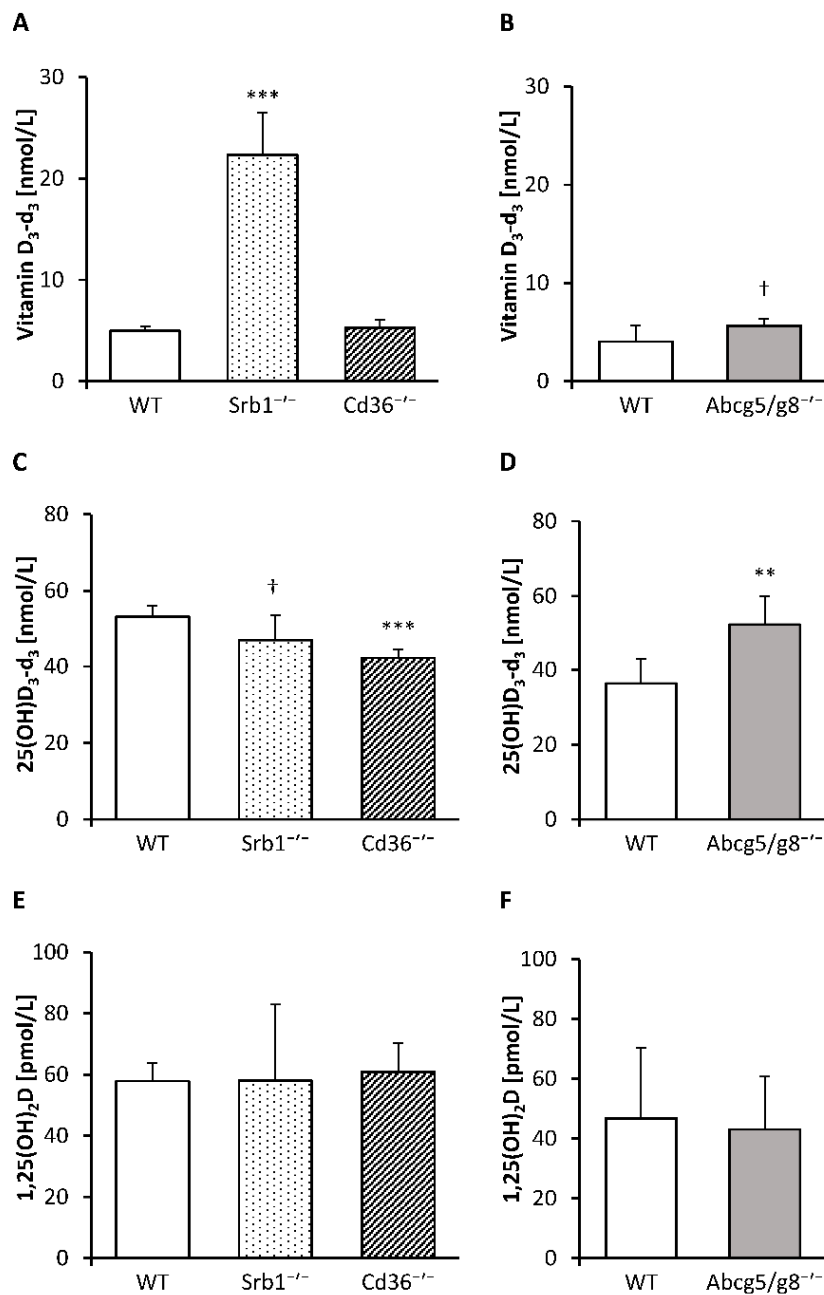 A
Vitamin D₃-d₃ [nmol/L]
30
20
10
0
***
WT Srb1⁻/⁻ Cd36⁻/⁻
B
Vitamin D₃-d₃ [nmol/L]
30
20
10
0
†
WT Abcg5/g8⁻/⁻
C
25(OH)D₃-d₃ [nmol/L]
80
60
40
20
0
†
***
WT Srb1⁻/⁻ Cd36⁻/⁻
D
25(OH)D₃-d₃ [nmol/L]
80
60
40
20
0
**
WT Abcg5/g8⁻/⁻
E
1,25(OH)₂D [pmol/L]
100
80
60
40
20
0
WT Srb1⁻/⁻ Cd36⁻/⁻
F
1,25(OH)₂D [pmol/L]
100
80
60
40
20
0
WT Abcg5/g8⁻/⁻